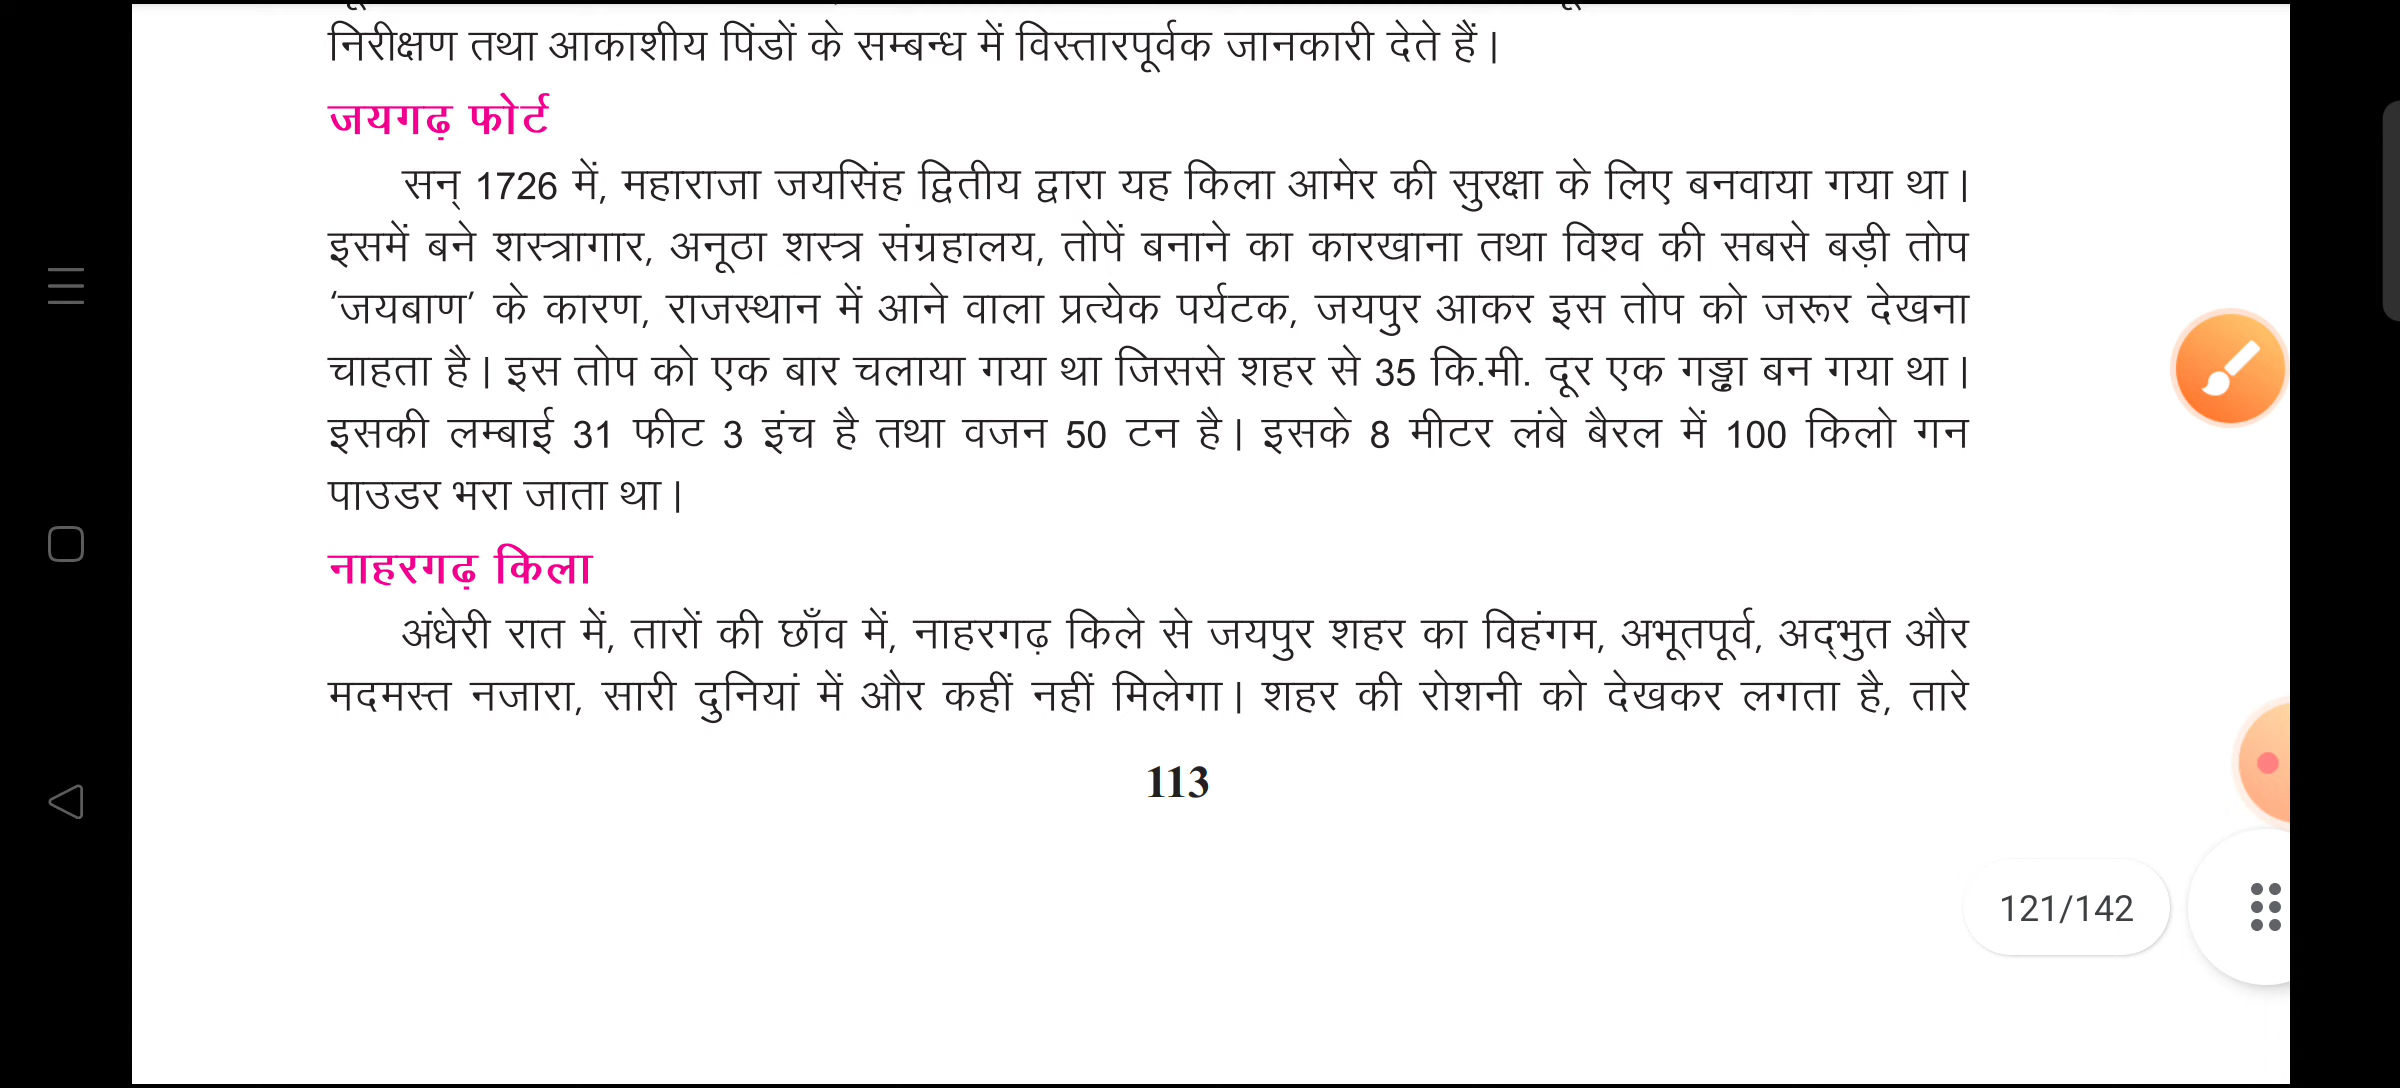 निरीक्षण तथा आकाशीय पिंडों के सम्बन्ध में विस्तारपूर्वक जानकारी देते हैं।
जयगढ़ फोर्ट
सन् 1726 में, महाराजा जयसिंह द्वितीय द्वारा यह किला आमेर की सुरक्षा के लिए बनवाया गया था।
इसमें बने शस्त्रागार, अनूठा शस्त्र संग्रहालय, तोपें बनाने का कारखाना तथा विश्व की सबसे बड़ी तोप
‘जयबाण’ के कारण, राजस्थान में आने वाला प्रत्येक पर्यटक, जयपुर आकर इस तोप को जरूर देखना
चाहता है। इस तोप को एक बार चलाया गया था जिससे शहर से 35 कि.मी. दूर एक गड्ढा बन गया था।
इसकी लम्बाई 31 फीट 3 इंच है तथा वजन 50 टन है। इसके 8 मीटर लंबे बैरल में 100 किलो गन
पाउडर भरा जाता था।
नाहरगढ़ किला
अंधेरी रात में, तारों की छाँव में, नाहरगढ़ किले से जयपुर शहर का विहंगम, अभूतपूर्व, अद्भुत और
मदमस्त नजारा, सारी दुनियां में और कहीं नहीं मिलेगा। शहर की रोशनी को देखकर लगता है, तारे
113
121/142